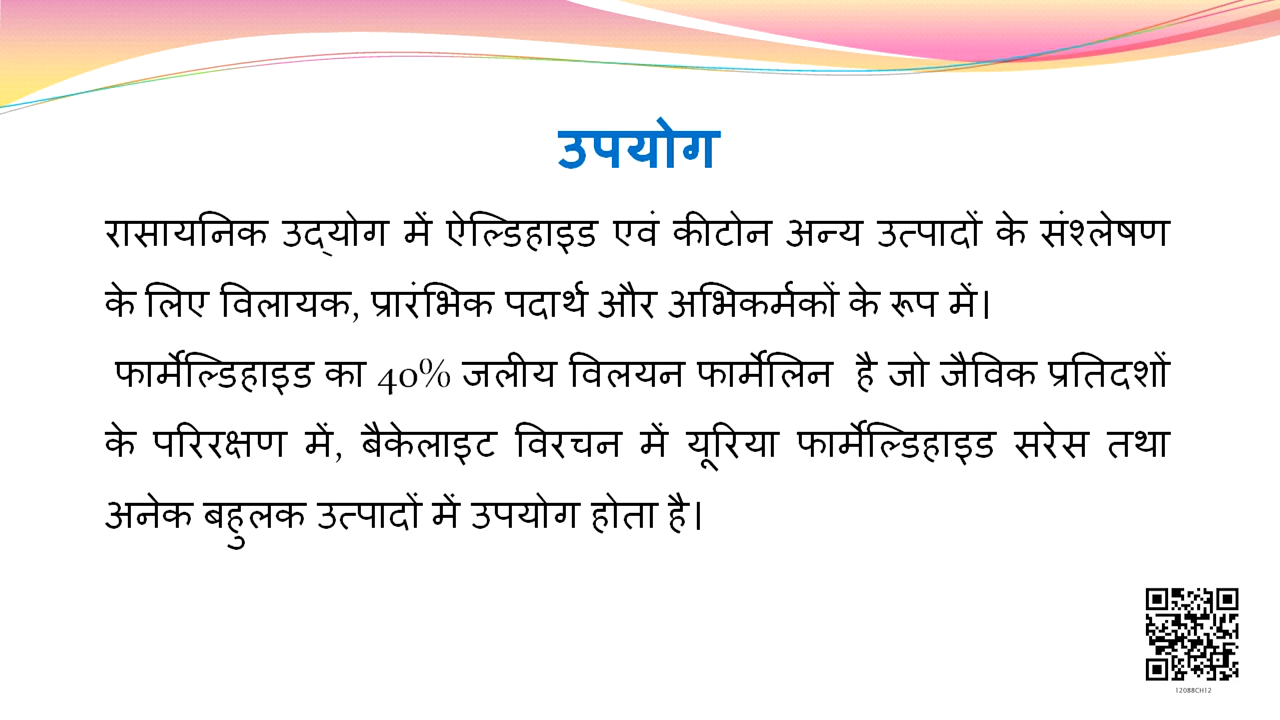 उपयोग
रासायनिक उद्योग में ऐल्डिहाइड एवं कीटोन अन्य उत्पादों के संश्लेषण
के लिए विलायक, प्रारंभिक पदार्थ और अभिकर्मकों के रूप में।
फार्मेल्डिहाइड का 40% जलीय विलयन फार्मेलिन है जो जैविक प्रतिदर्शो
के परिरक्षण में, बैकेलाइट विरचन में यूरिया फार्मेल्डिहाइड सरेस तथा
अनेक बहुलक उत्पादों में उपयोग होता है।
12088CH12